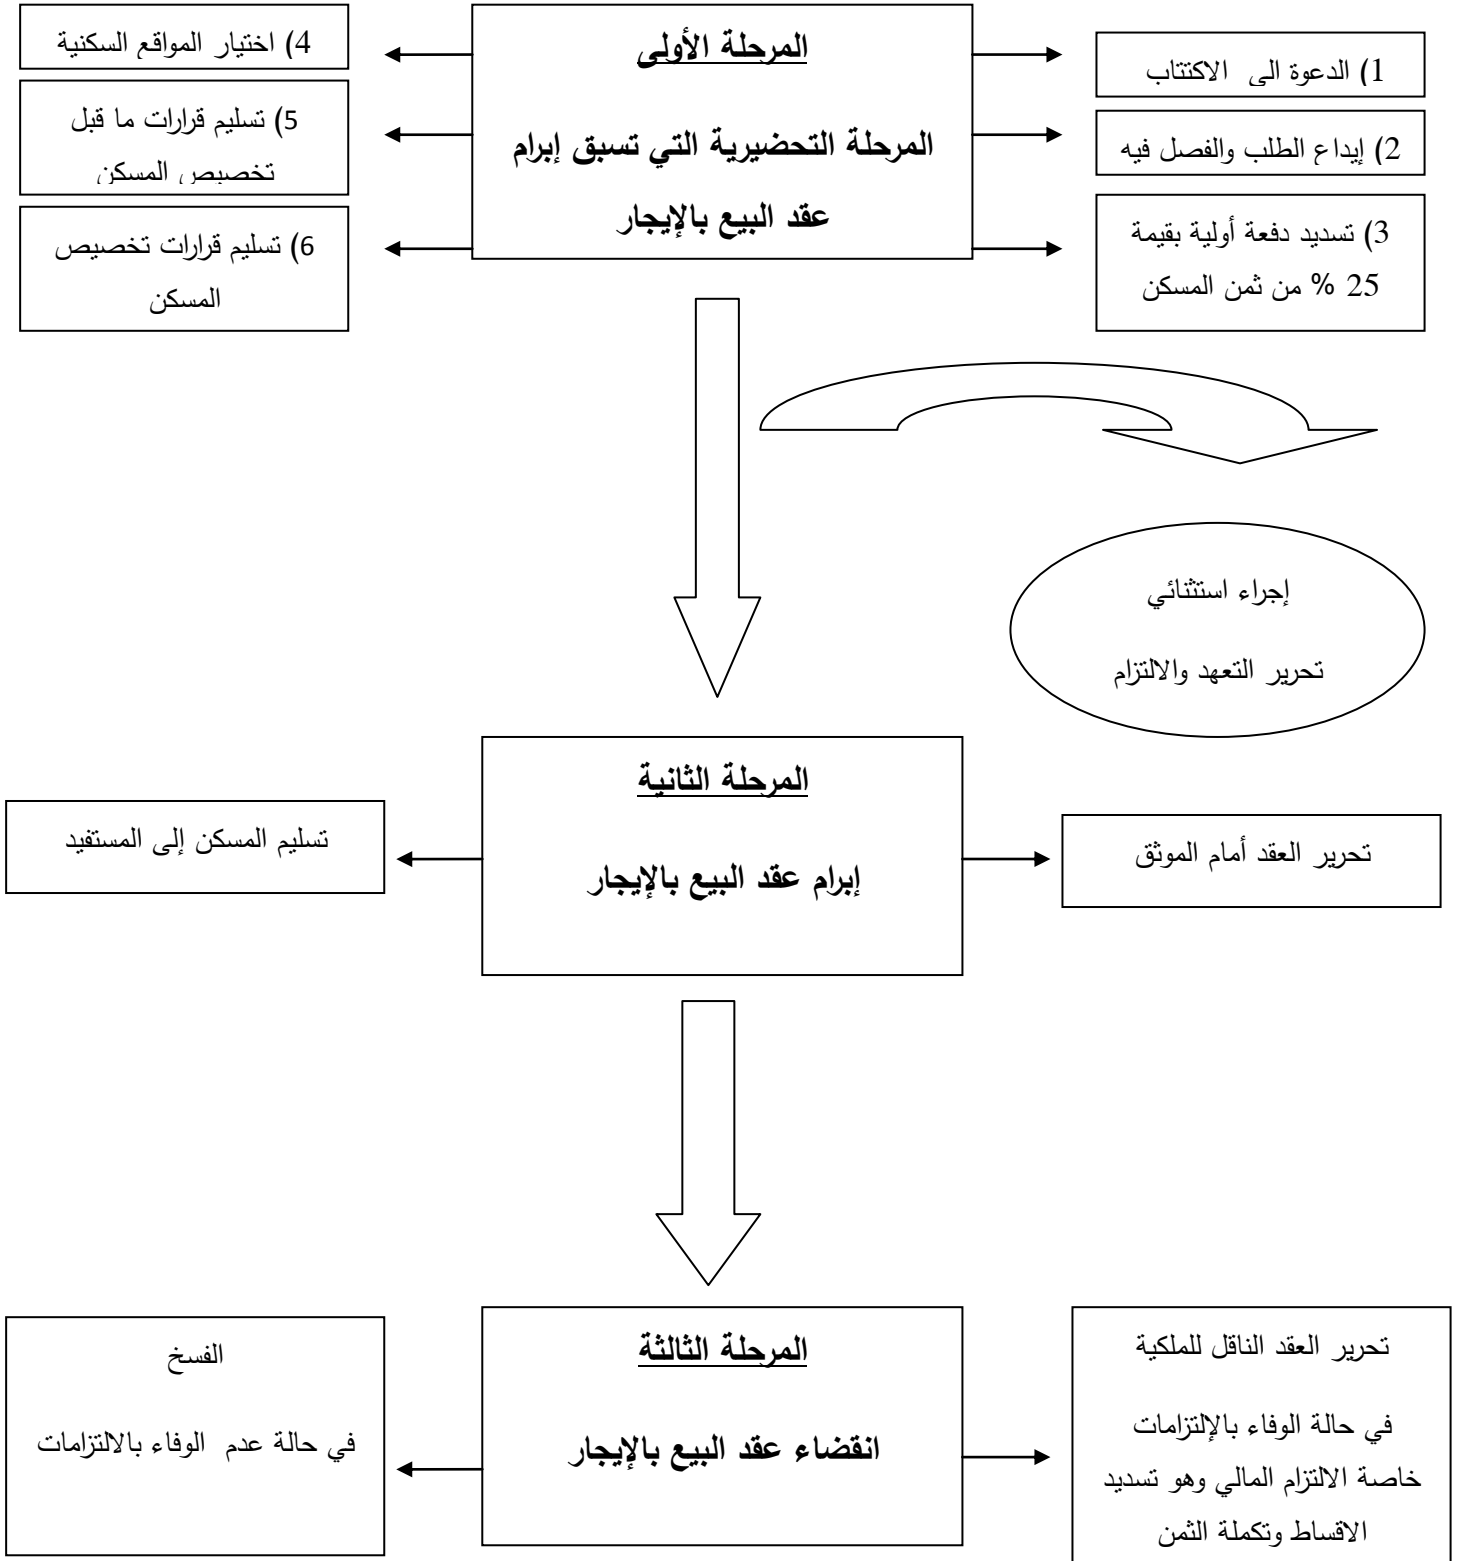 المرحلة الأولى
المرحلة التحضيرية التي تسبق إبرام
عقد البيع بالإيجار
1) الدعوة الى الاكتتاب
2) إيداع الطلب والفصل فيه
3) تسديد دفعة أولية بقيمة
25 % من ثمن المسكن
4) اختيار المواقع السكنية
5) تسليم قرارات ما قبل
تخصيص المسكن
6) تسليم قرارات تخصيص
المسكن
إجراء استثنائي
تحرير التعهد والالتزام
المرحلة الثانية
إبرام عقد البيع بالإيجار
تحرير العقد أمام الموثق
تسليم المسكن إلى المستفيد
المرحلة الثالثة
انقضاء عقد البيع بالإيجار
تحرير العقد الناقل للملكية
في حالة الوفاء بالإلتزامات
خاصة الالتزام المالي وهو تسديد
الاقساط وتكملة الثمن
الفسخ
في حالة عدم الوفاء بالالتزامات